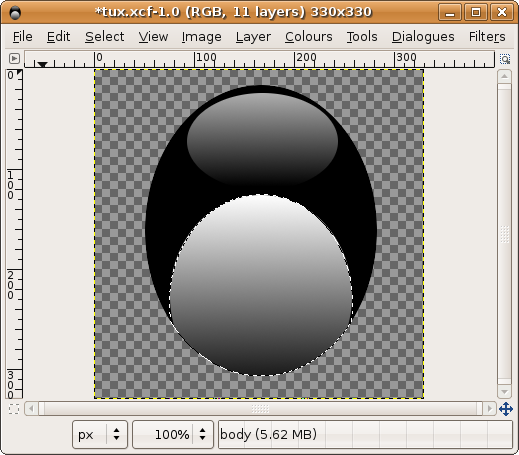 *tux.xcf-1.0 (RGB, 11 layers) 330x330
File Edit Select View Image Layer Colours Tools Dialogues Filters
0 100 200 300
0
100
200
300
px 100% body (5.62 MB)